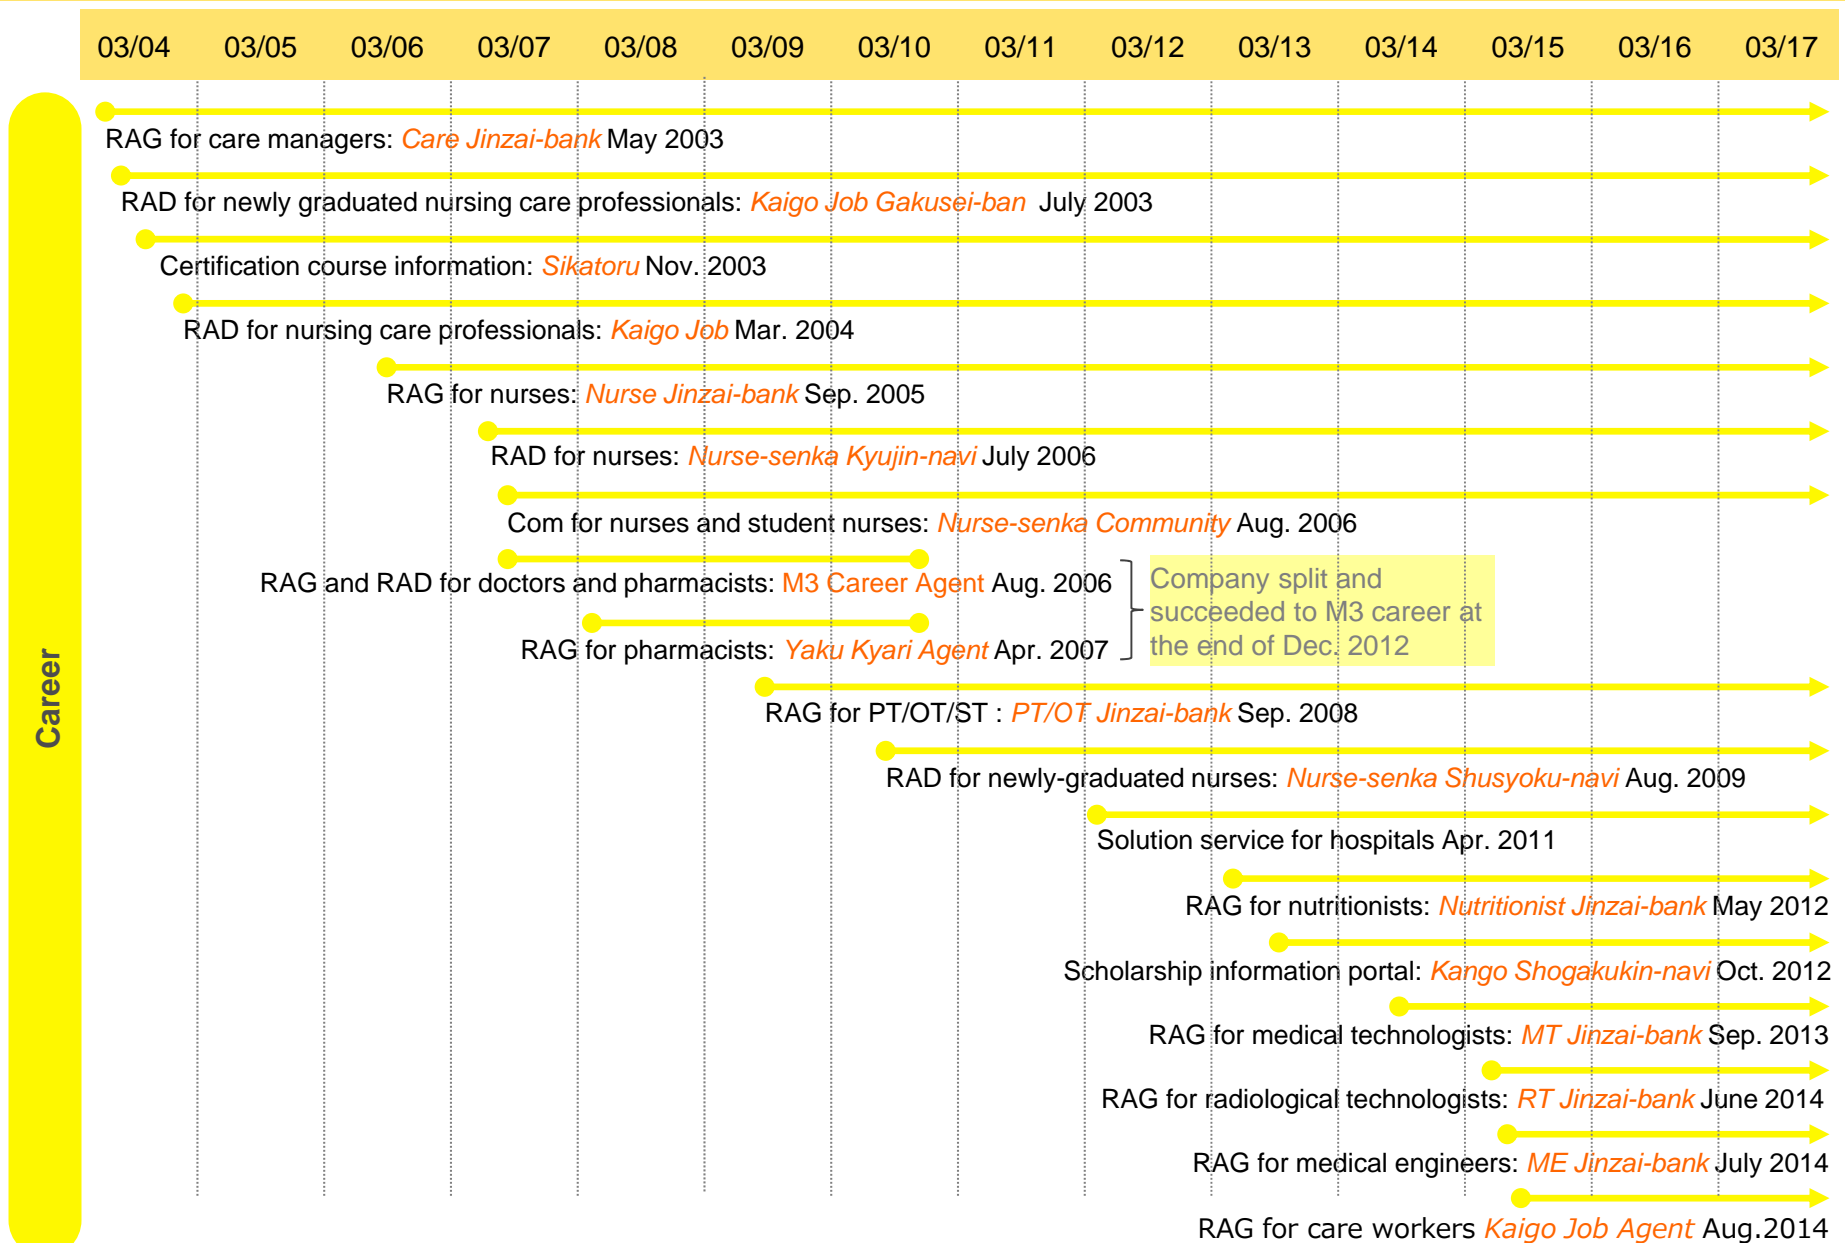 03/04 03/05 03/06 03/07 03/08 03/09 03/10 03/11 03/12 03/13 03/14 03/15 03/16 03/17
Career
RAG for care managers: Care Jinzai-bank May 2003
RAD for newly graduated nursing care professionals: Kaigo Job Gakusei-ban July 2003
Certification course information: Sikatoru Nov. 2003
RAD for nursing care professionals: Kaigo Job Mar. 2004
RAG for nurses: Nurse Jinzai-bank Sep. 2005
RAD for nurses: Nurse-senka Kyujin-navi July 2006
Com for nurses and student nurses: Nurse-senka Community Aug. 2006
RAG and RAD for doctors and pharmacists: M3 Career Agent Aug. 2006
RAG for pharmacists: Yaku Kyari Agent Apr. 2007
Company split and
succeeded to M3 career at
the end of Dec. 2012
RAG for PT/OT/ST : PT/OT Jinzai-bank Sep. 2008
RAD for newly-graduated nurses: Nurse-senka Shusyoku-navi Aug. 2009
Solution service for hospitals Apr. 2011
RAG for nutritionists: Nutritionist Jinzai-bank May 2012
Scholarship information portal: Kango Shogakukin-navi Oct. 2012
RAG for medical technologists: MT Jinzai-bank Sep. 2013
RAG for radiological technologists: RT Jinzai-bank June 2014
RAG for medical engineers: ME Jinzai-bank July 2014
RAG for care workers Kaigo Job Agent Aug.2014